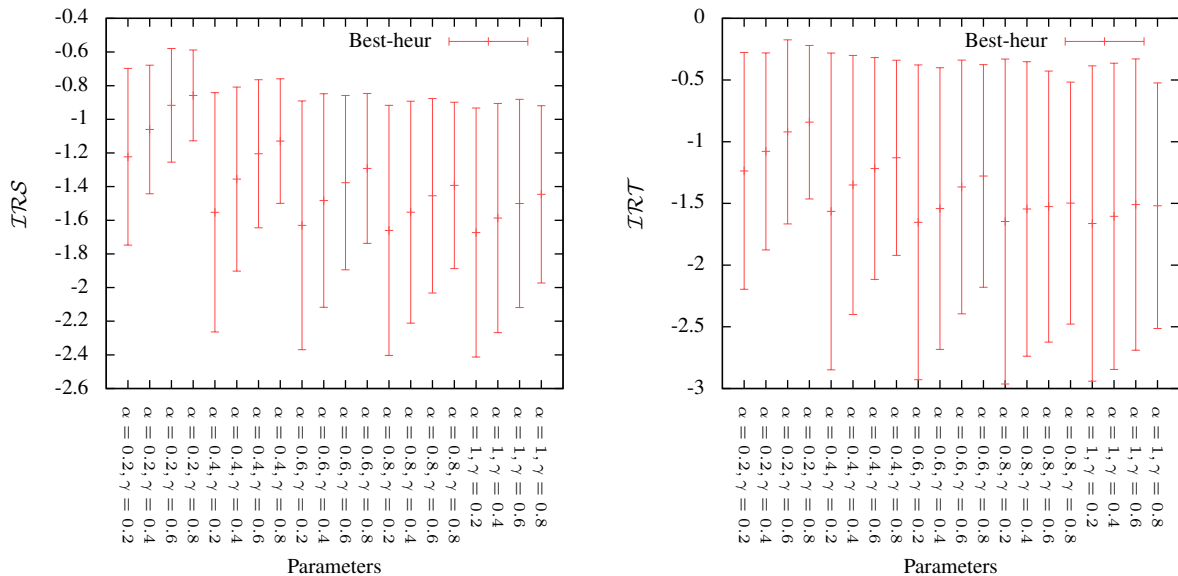 -0.4
-0.6
-0.8
-1
-1.2
-1.4
-1.6
-1.8
-2
-2.2
-2.4
-2.6
IRS
Best-heur
α = 0.2, γ = 0.2
α = 0.2, γ = 0.4
α = 0.2, γ = 0.6
α = 0.2, γ = 0.8
α = 0.4, γ = 0.2
α = 0.4, γ = 0.4
α = 0.4, γ = 0.6
α = 0.4, γ = 0.8
α = 0.6, γ = 0.2
α = 0.6, γ = 0.4
α = 0.6, γ = 0.6
α = 0.6, γ = 0.8
α = 0.8, γ = 0.2
α = 0.8, γ = 0.4
α = 0.8, γ = 0.6
α = 0.8, γ = 0.8
α = 1, γ = 0.2
α = 1, γ = 0.4
α = 1, γ = 0.6
α = 1, γ = 0.8
Parameters
0
-0.5
-1
-1.5
-2
-2.5
-3
IRT
Best-heur
α = 0.2, γ = 0.2
α = 0.2, γ = 0.4
α = 0.2, γ = 0.6
α = 0.2, γ = 0.8
α = 0.4, γ = 0.2
α = 0.4, γ = 0.4
α = 0.4, γ = 0.6
α = 0.4, γ = 0.8
α = 0.6, γ = 0.2
α = 0.6, γ = 0.4
α = 0.6, γ = 0.6
α = 0.6, γ = 0.8
α = 0.8, γ = 0.2
α = 0.8, γ = 0.4
α = 0.8, γ = 0.6
α = 0.8, γ = 0.8
α = 1, γ = 0.2
α = 1, γ = 0.4
α = 1, γ = 0.6
α = 1, γ = 0.8
Parameters